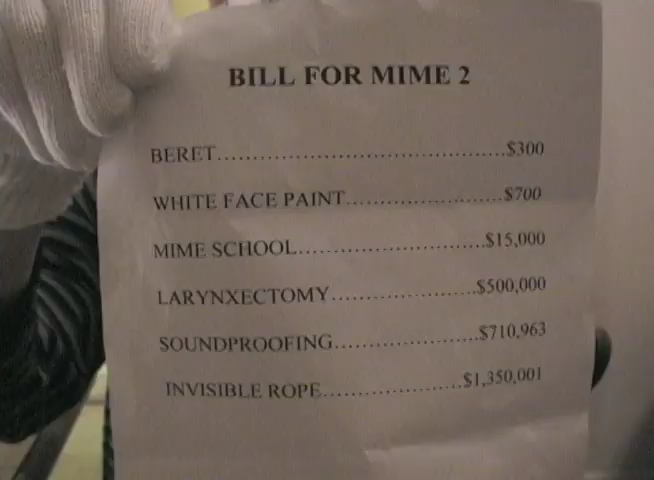 BILL FOR MIME 2
BERET........................................$300
WHITE FACE PAINT......................$700
MIME SCHOOL..........................$15,000
LARYNXECTOMY....................$500,000
SOUNDPROOFING....................$710,963
INVISIBLE ROPE...................$1,350,001